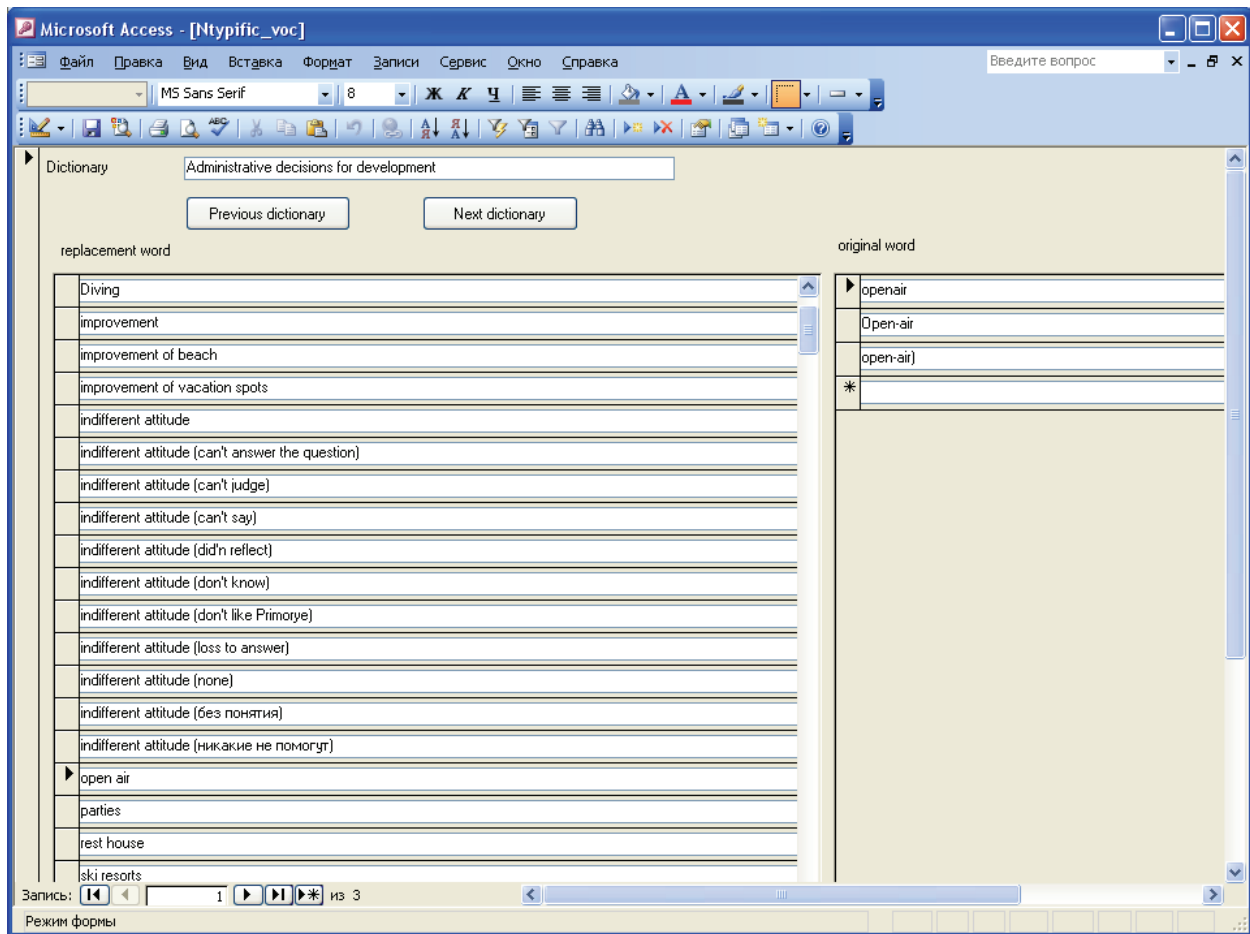 Microsoft Access - [Ntypific_voc]
Файл Правка Вид Вставка Формат Записи Сервис Окно Справка Введите вопрос
MS Sans Serif 8 Ж К Ч
Dictionary Administrative decisions for development
Previous dictionary Next dictionary
replacement word original word
Diving openair
improvement Open-air
improvement of beach open-air)
improvement of vacation spots
indifferent attitude
indifferent attitude (can't answer the question)
indifferent attitude (can't judge)
indifferent attitude (can't say)
indifferent attitude (did'n reflect)
indifferent attitude (don't know)
indifferent attitude (don't like Primorye)
indifferent attitude (loss to answer)
indifferent attitude (none)
indifferent attitude (без понятия)
indifferent attitude (никакие не помогут)
open air
parties
rest house
ski resorts
Запись: 1 из 3
Режим формы